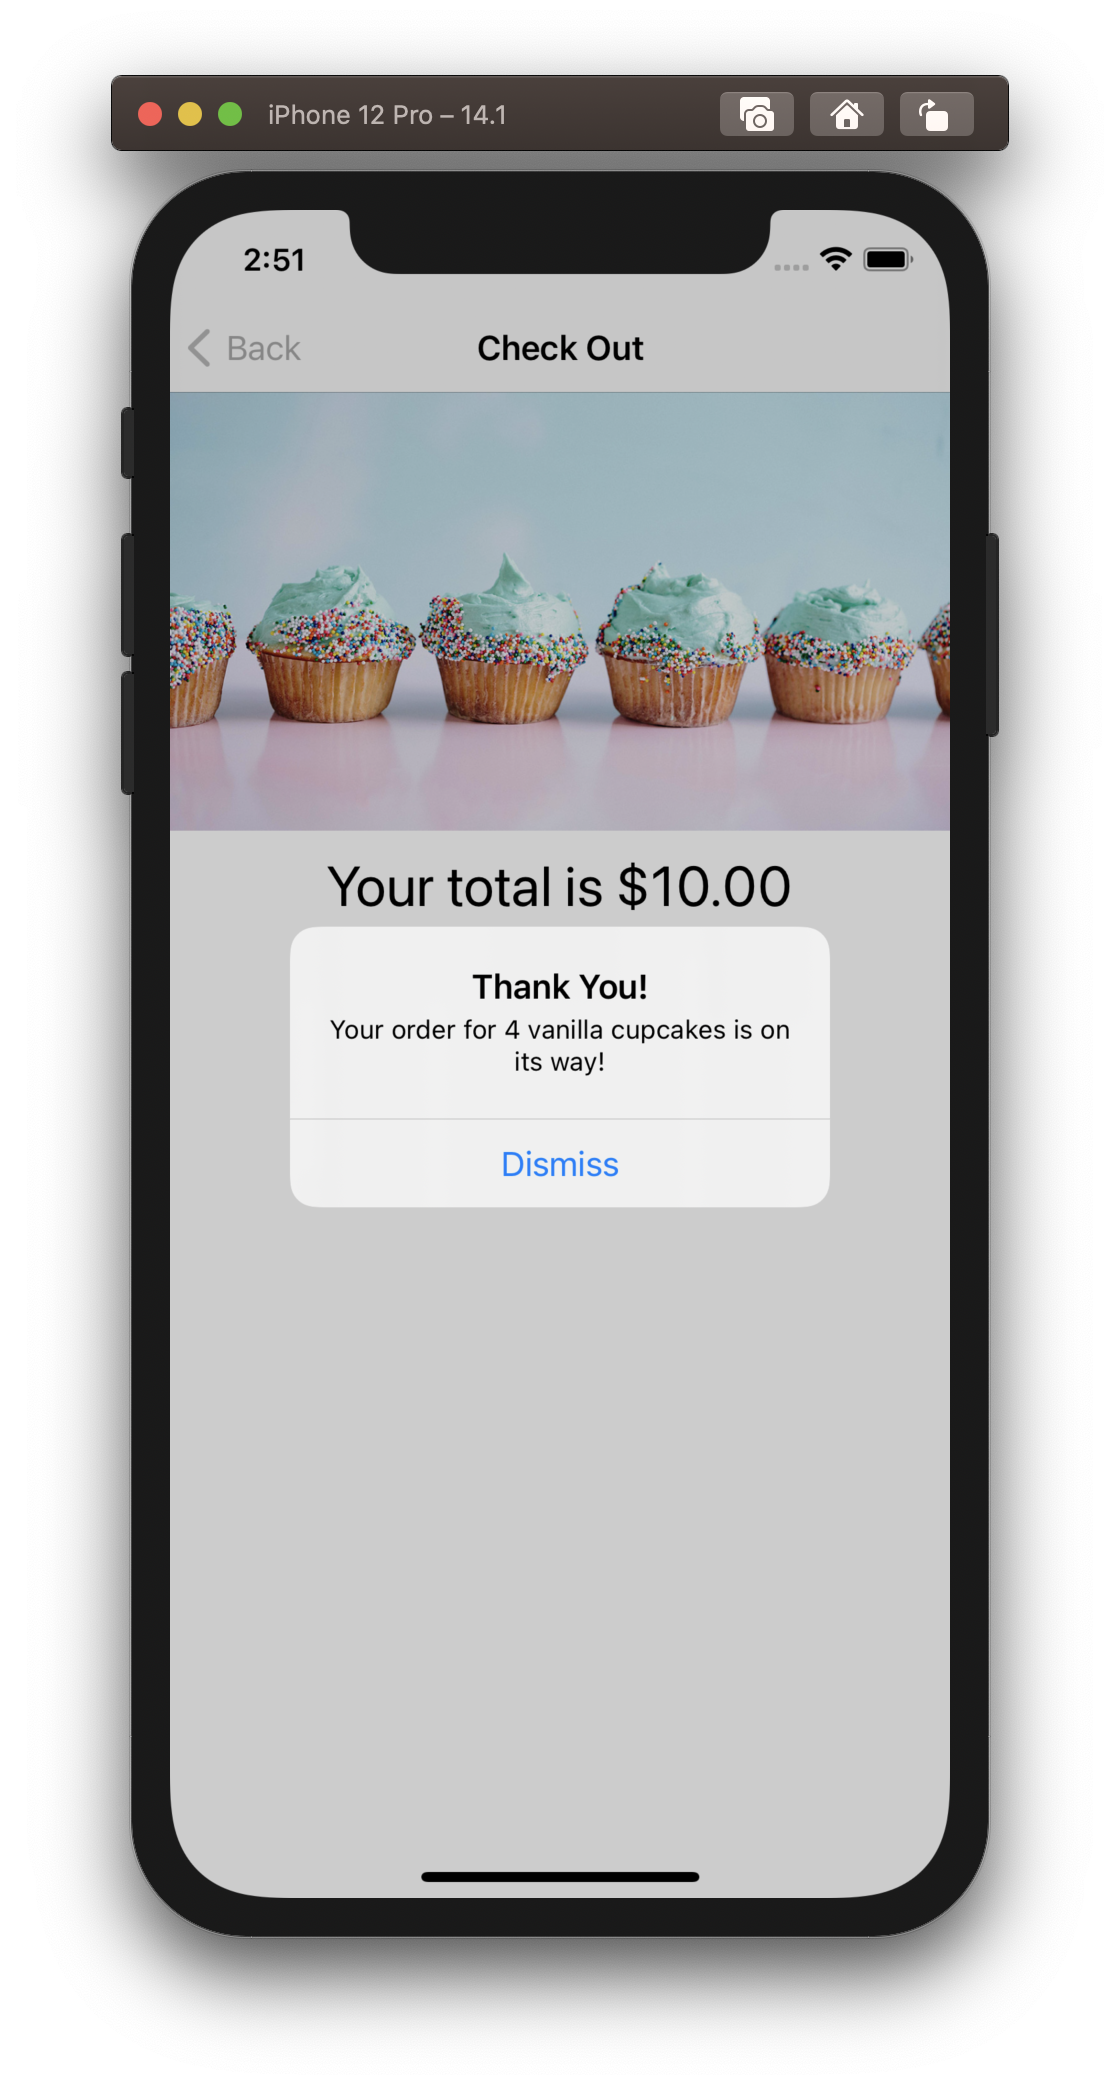 iPhone 12 Pro – 14.1
2:51
Back
Check Out
Your total is $10.00
Thank You!
Your order for 4 vanilla cupcakes is on
its way!
Dismiss